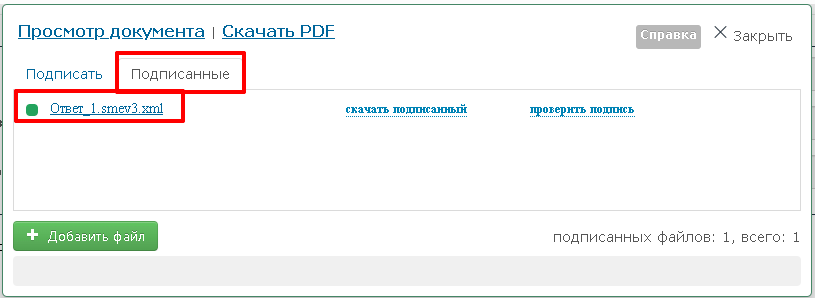 Просмотр документа | Скачать PDF
Справка × Закрыть
Подписать Подписанные
Ответ_1.smev3.xml скачать подписанный проверить подпись
+ Добавить файл подписанных файлов: 1, всего: 1